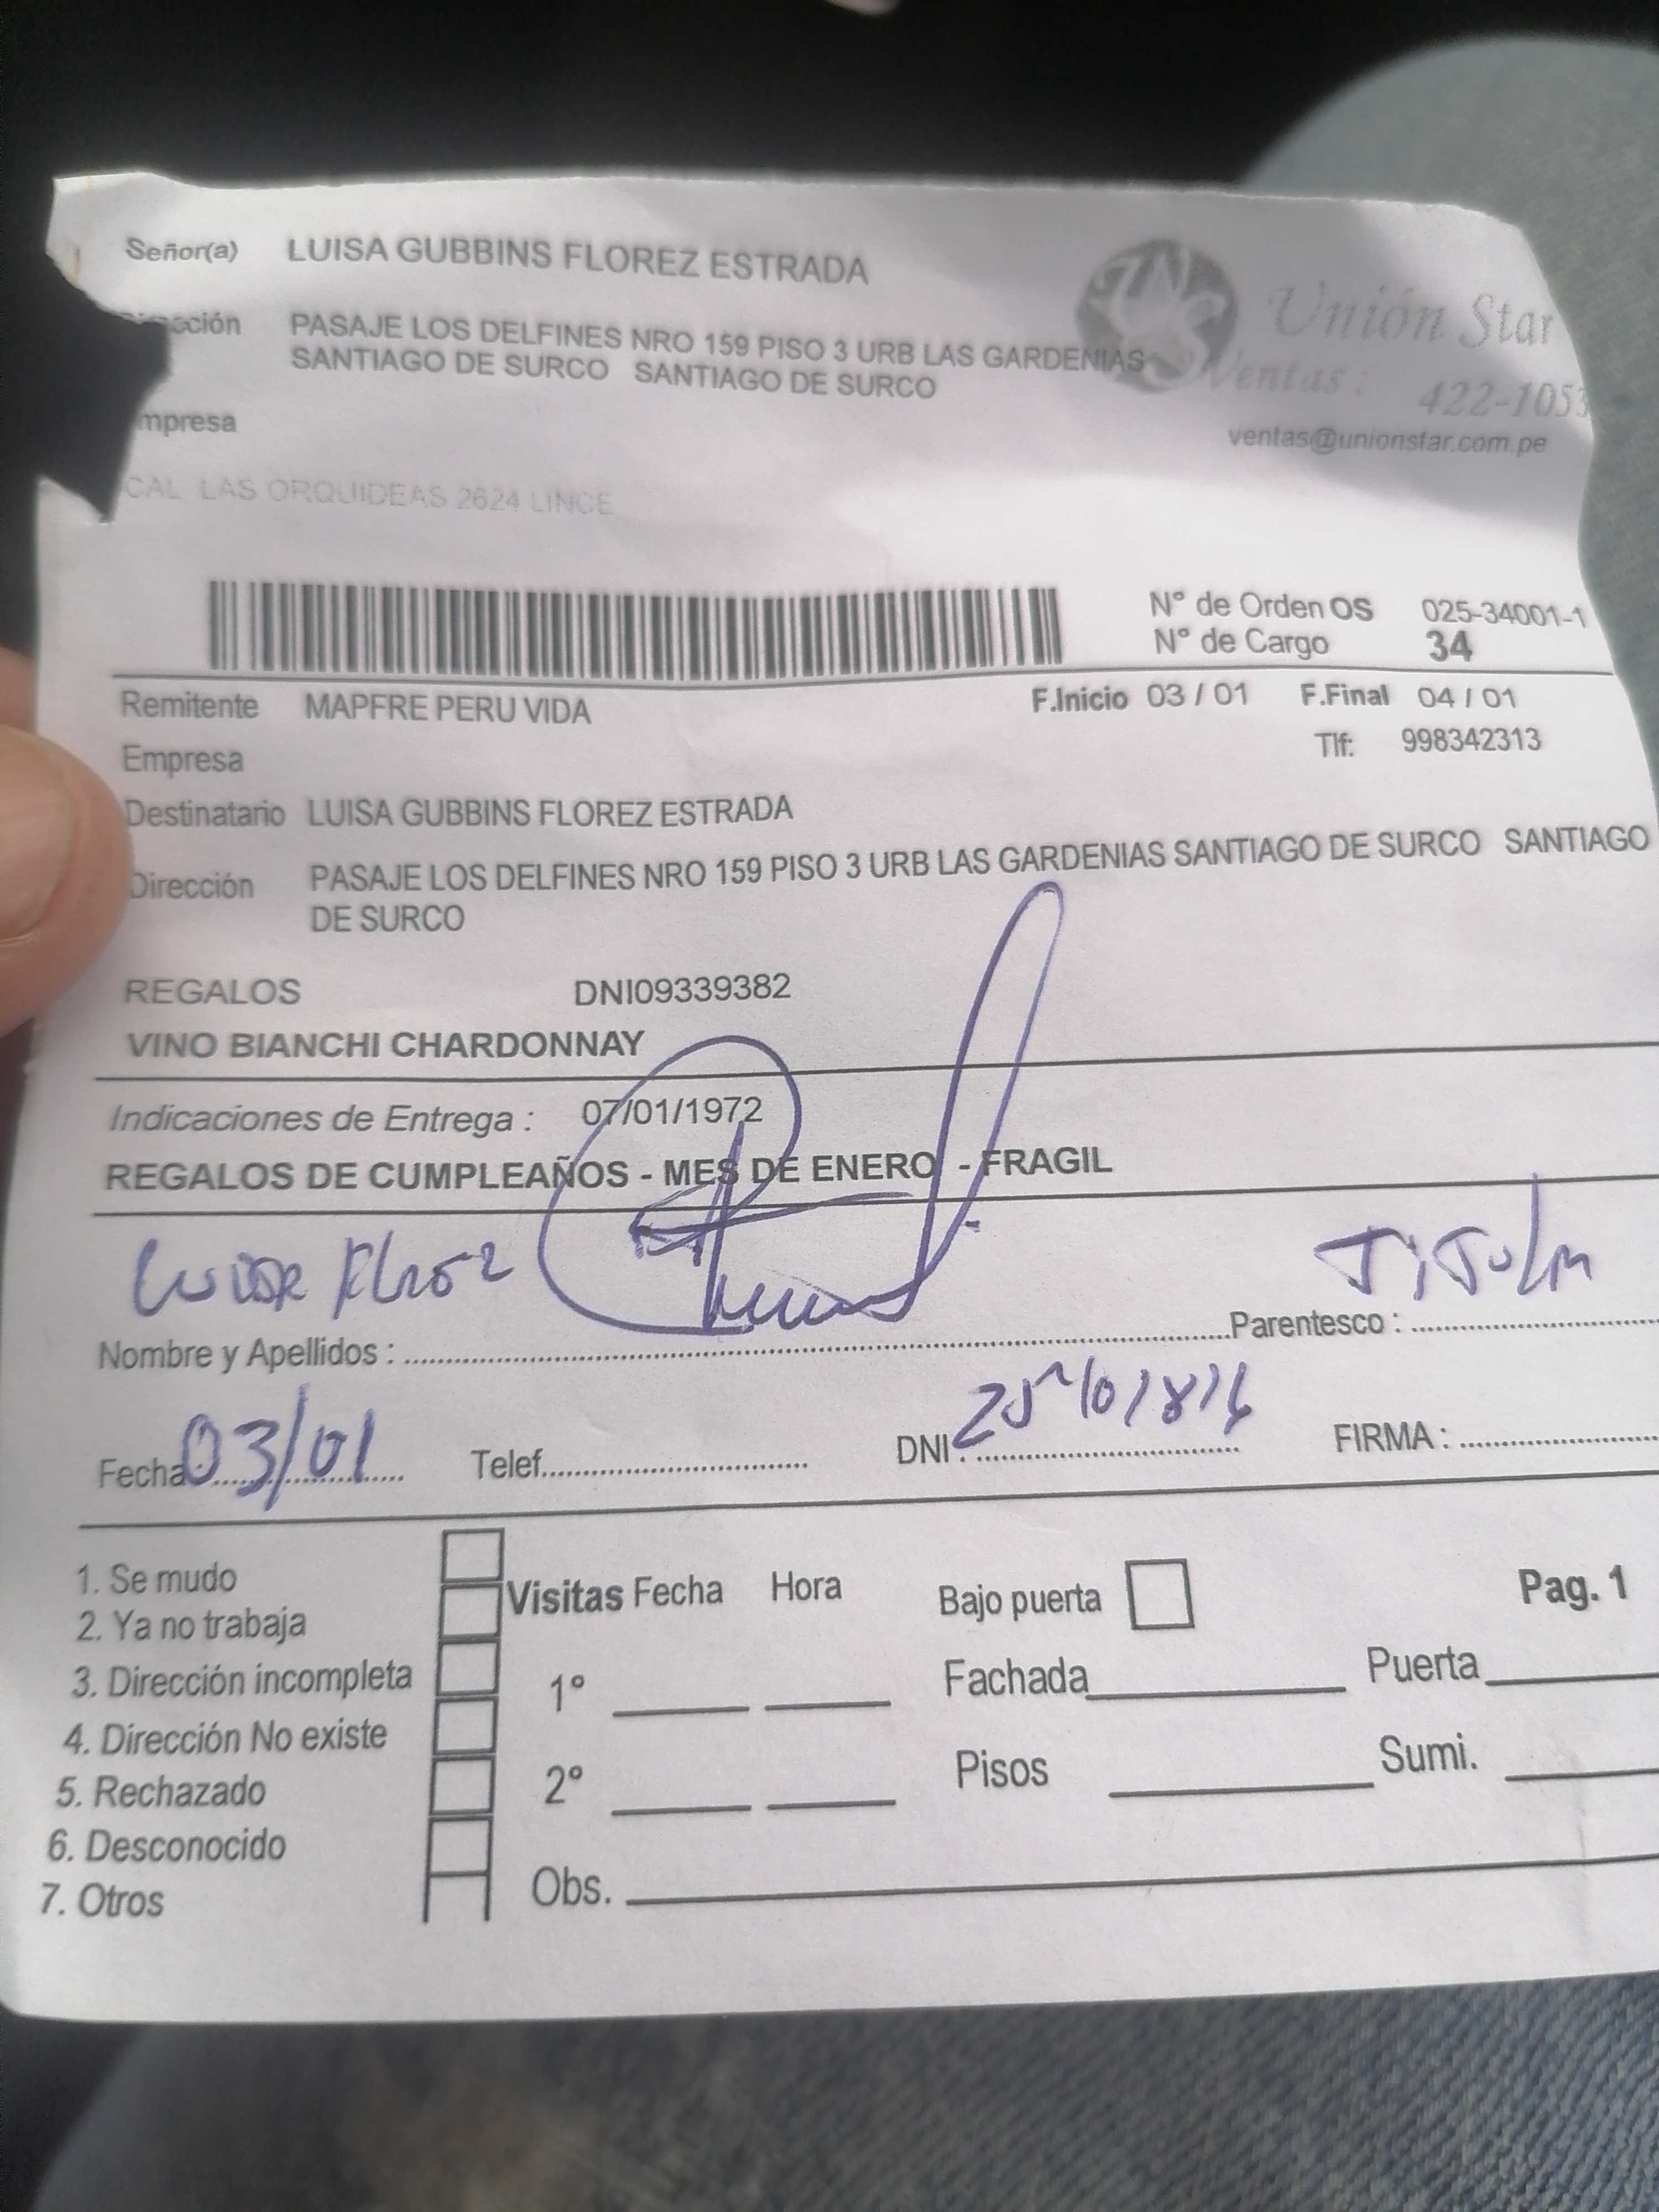 Señor(a) LUISA GUBBINS FLOREZ ESTRADA
ección PASAJE LOS DELFINES NRO 159 PISO 3 URB LAS GARDENIAS
SANTIAGO DE SURCO SANTIAGO DE SURCO
Unión Star
Ventas : 422-1053
ventas@unionstar.com.pe
mpresa
CAL LAS ORQUIDEAS 2624 LINCE
N° de Orden OS 025-34001-1
N° de Cargo 34
Remitente MAPFRE PERU VIDA F.Inicio 03 / 01 F.Final 04 / 01
Empresa Tlf: 998342313
Destinatario LUISA GUBBINS FLOREZ ESTRADA
Dirección PASAJE LOS DELFINES NRO 159 PISO 3 URB LAS GARDENIAS SANTIAGO DE SURCO SANTIAGO
DE SURCO
REGALOS DNI09339382
VINO BIANCHI CHARDONNAY
Indicaciones de Entrega : 07/01/1972
REGALOS DE CUMPLEAÑOS - MES DE ENERO - FRAGIL
Nombre y Apellidos : Parentesco : Titular
Fecha 03/01 Telef. DNI : FIRMA :
1. Se mudo
2. Ya no trabaja
3. Dirección incompleta
4. Dirección No existe
5. Rechazado
6. Desconocido
7. Otros
Visitas Fecha Hora
1°
2°
Obs.
Bajo puerta Pag. 1
Fachada Puerta
Pisos Sumi.